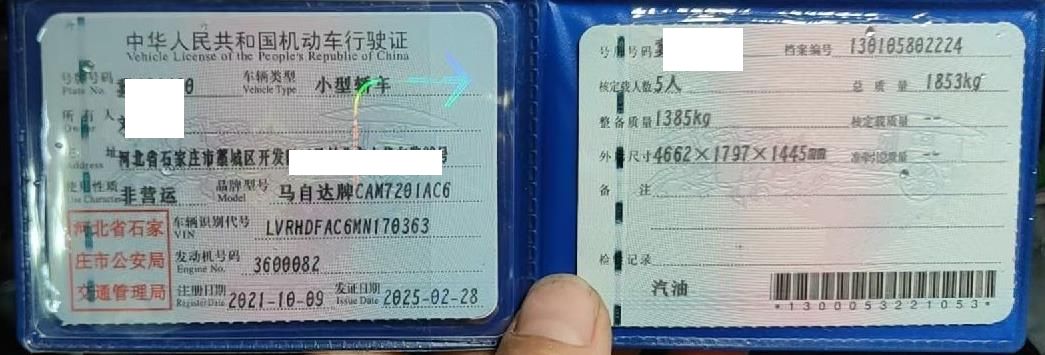 中华人民共和国机动车行驶证
Vehicle License of the People's Republic of China
号牌号码 Plate No. 0 车辆类型 Vehicle Type 小型轿车
所有人 Owner
住址 Address 河北省石家庄市藁城区开发
使用性质 Use Character 非营运 品牌型号 Model 马自达牌CAM7201AC6
河北省石家
庄市公安局
交通管理局
车辆识别代号 VIN LVRHDFAC6MN170363
发动机号码 Engine No. 3600082
注册日期 Register Date 2021-10-09 发证日期 Issue Date 2025-02-28
号牌号码 档案编号 130105802224
核定载人数 5人 总质量 1853kg
整备质量 1385kg 核定载质量 --
外廓尺寸 4662×1797×1445mm 准牵引总质量 --
备注
检验记录
汽油
*1300053221053*